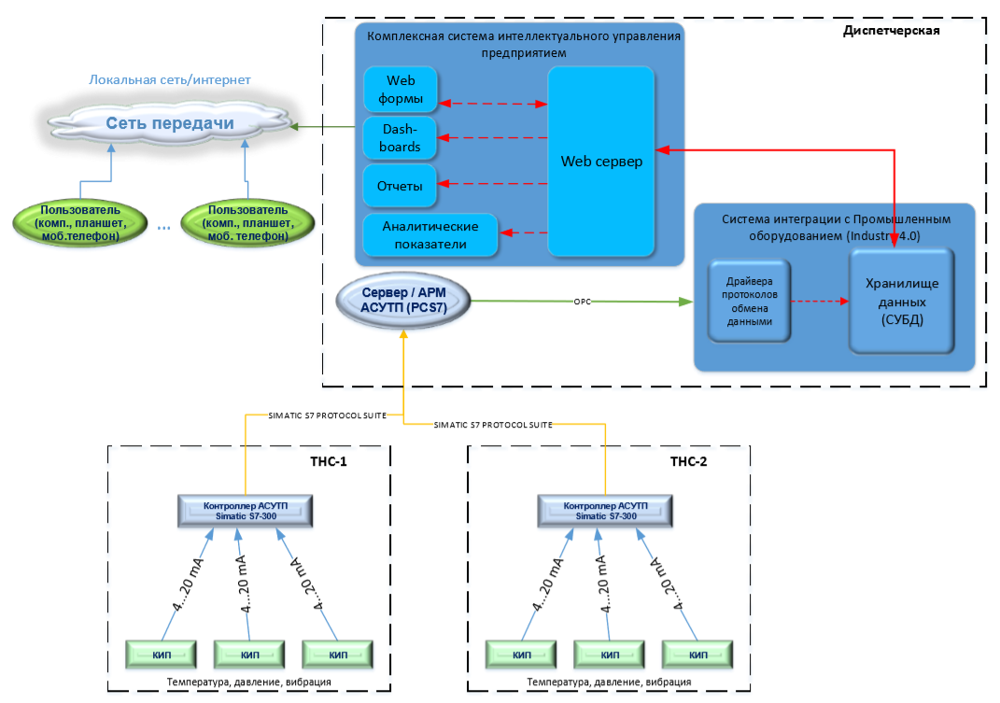 Диспетчерская
Комплексная система интеллектуального управления
предприятием
Web
формы
Dash-
boards
Отчеты
Аналитические
показатели
Web сервер
Локальная сеть/интернет
Сеть передачи
Пользователь
(комп., планшет,
моб.телефон)
...
Пользователь
(комп., планшет,
моб. телефон)
Система интеграции с Промышленным
оборудованием (Industry 4.0)
Драйвера
протоколов
обмена
данными
Хранилище
данных
(СУБД)
Сервер / АРМ
АСУТП (PCS7)
OPC
SIMATIC S7 PROTOCOL SUITE
SIMATIC S7 PROTOCOL SUITE
ТНС-1
Контроллер АСУТП
Simatic S7-300
4...20 mA
4...20 mA
4...20 mA
КИП
КИП
КИП
Температура, давление, вибрация
ТНС-2
Контроллер АСУТП
Simatic S7-300
4...20 mA
4...20 mA
4...20 mA
КИП
КИП
КИП
Температура, давление, вибрация